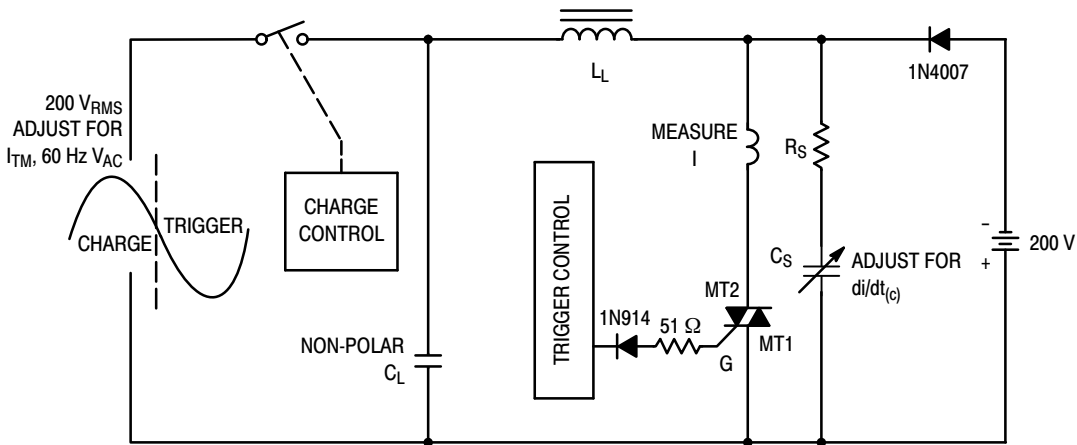 200 VRMS
ADJUST FOR
ITM, 60 Hz VAC
CHARGE
TRIGGER
CHARGE
CONTROL
NON-POLAR
CL
LL
TRIGGER CONTROL
1N914
51 Ω
G
MEASURE
I
MT2
MT1
RS
CS
ADJUST FOR
di/dt(c)
1N4007
-
+
200 V